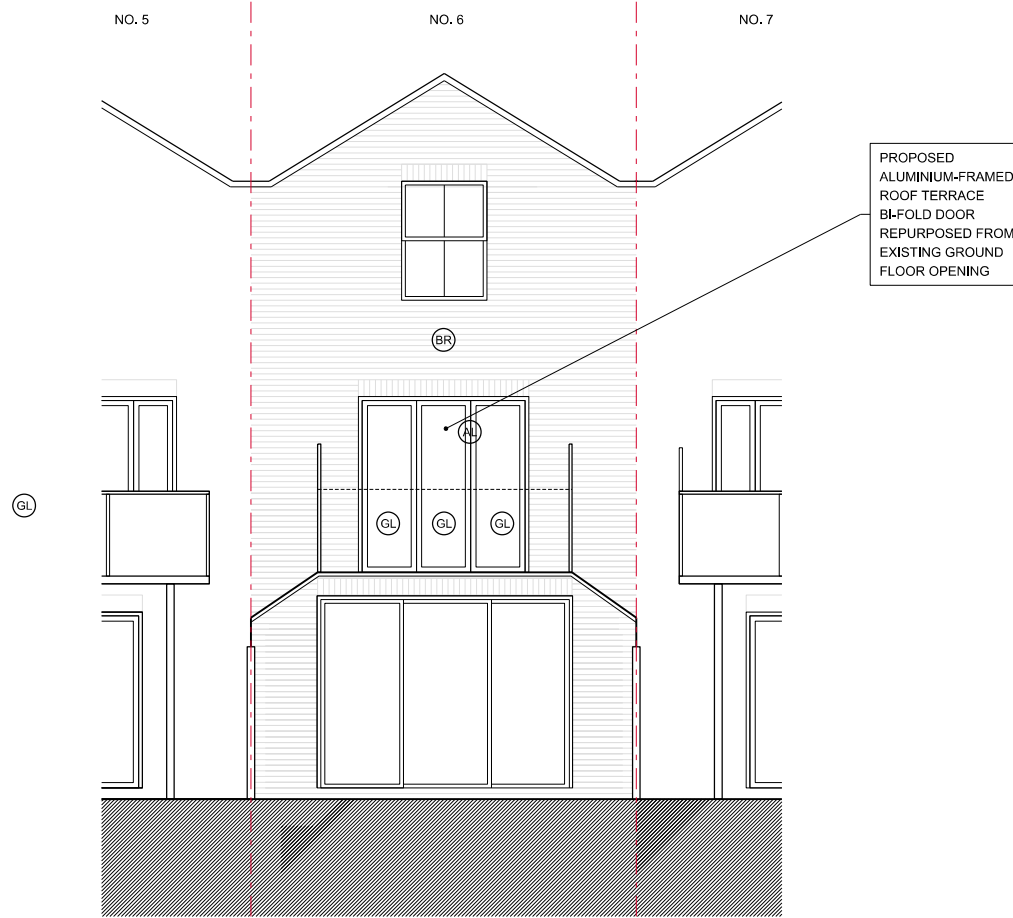 NO. 5
NO. 6
NO. 7
PROPOSED
ALUMINIUM-FRAMED
ROOF TERRACE
BI-FOLD DOOR
REPURPOSED FROM
EXISTING GROUND
FLOOR OPENING
BR
AL
GL
GL
GL
GL